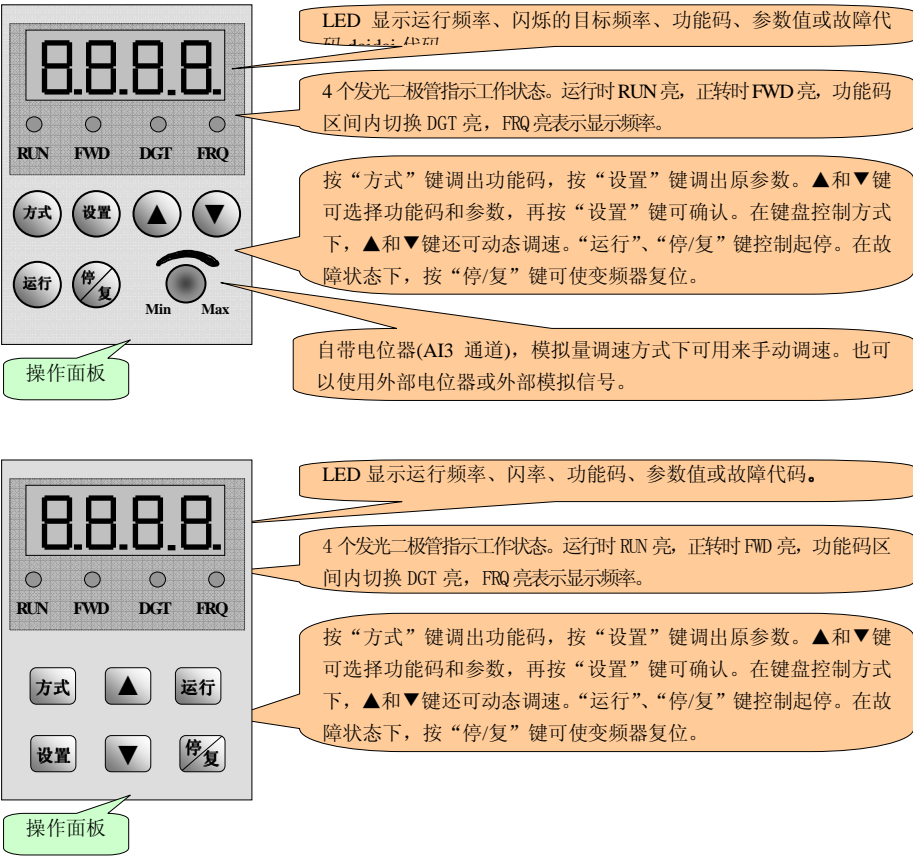 LED 显示运行频率、闪烁的目标频率、功能码、参数值或故障代
8.8.8.8.
4 个发光二极管指示工作状态。运行时 RUN 亮，正转时 FWD 亮，功能码
区间内切换 DGT 亮，FRQ 亮表示显示频率。
RUN FWD DGT FRQ
按“方式”键调出功能码，按“设置”键调出原参数。▲和▼键
可选择功能码和参数，再按“设置”键可确认。在键盘控制方式
下，▲和▼键还可动态调速。“运行”、“停/复”键控制起停。在故
障状态下，按“停/复”键可使变频器复位。
方式 设置 ▲ ▼
运行 停/复
Min Max
自带电位器(AI3 通道)，模拟量调速方式下可用来手动调速。也可
以使用外部电位器或外部模拟信号。
操作面板
LED 显示运行频率、闪率、功能码、参数值或故障代码。
8.8.8.8.
4 个发光二极管指示工作状态。运行时 RUN 亮，正转时 FWD 亮，功能码区
间内切换 DGT 亮，FRQ 亮表示显示频率。
RUN FWD DGT FRQ
按“方式”键调出功能码，按“设置”键调出原参数。▲和▼键
可选择功能码和参数，再按“设置”键可确认。在键盘控制方式
下，▲和▼键还可动态调速。“运行”、“停/复”键控制起停。在故
障状态下，按“停/复”键可使变频器复位。
方式 ▲ 运行
设置 ▼ 停/复
操作面板